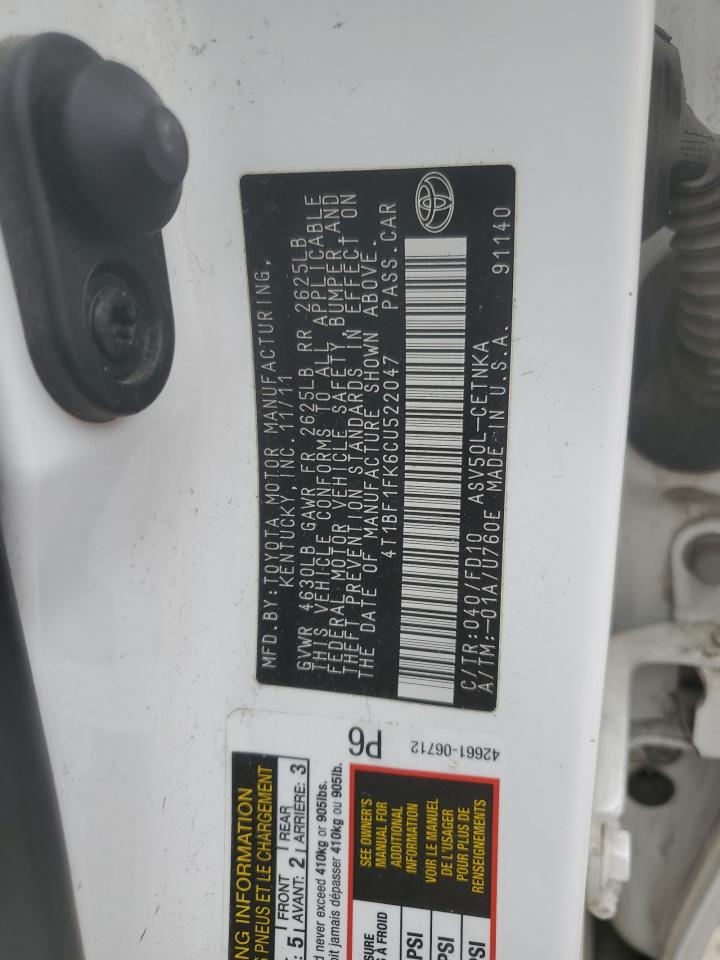 MFD. BY: TOYOTA MOTOR MANUFACTURING,
KENTUCKY, INC. 11/11
GVWR 4630LB GAWR FR 2625LB RR 2625LB
THIS VEHICLE CONFORMS TO ALL APPLICABLE
FEDERAL MOTOR VEHICLE SAFETY, BUMPER, AND
THEFT PREVENTION STANDARDS IN EFFECT ON
THE DATE OF MANUFACTURE SHOWN ABOVE.
4T1BF1FK6CU522047 PASS.CAR
C/TR:040/FD10 ASV50L-CETNKA
A/TM:-01A/U760E MADE IN U.S.A. 91140
P6
42661-06712
INFORMATION
PNEUS ET LE CHARGEMENT
5 FRONT AVANT: 2 REAR ARRIÈRE: 3
never exceed 410kg or 905lbs.
jamais dépasser 410kg ou 905lb.
À FROID
PSI
PSI
PSI
SEE OWNER'S
MANUAL FOR
ADDITIONAL
INFORMATION
VOIR LE MANUEL
DE L'USAGER
POUR PLUS DE
RENSEIGNEMENTS